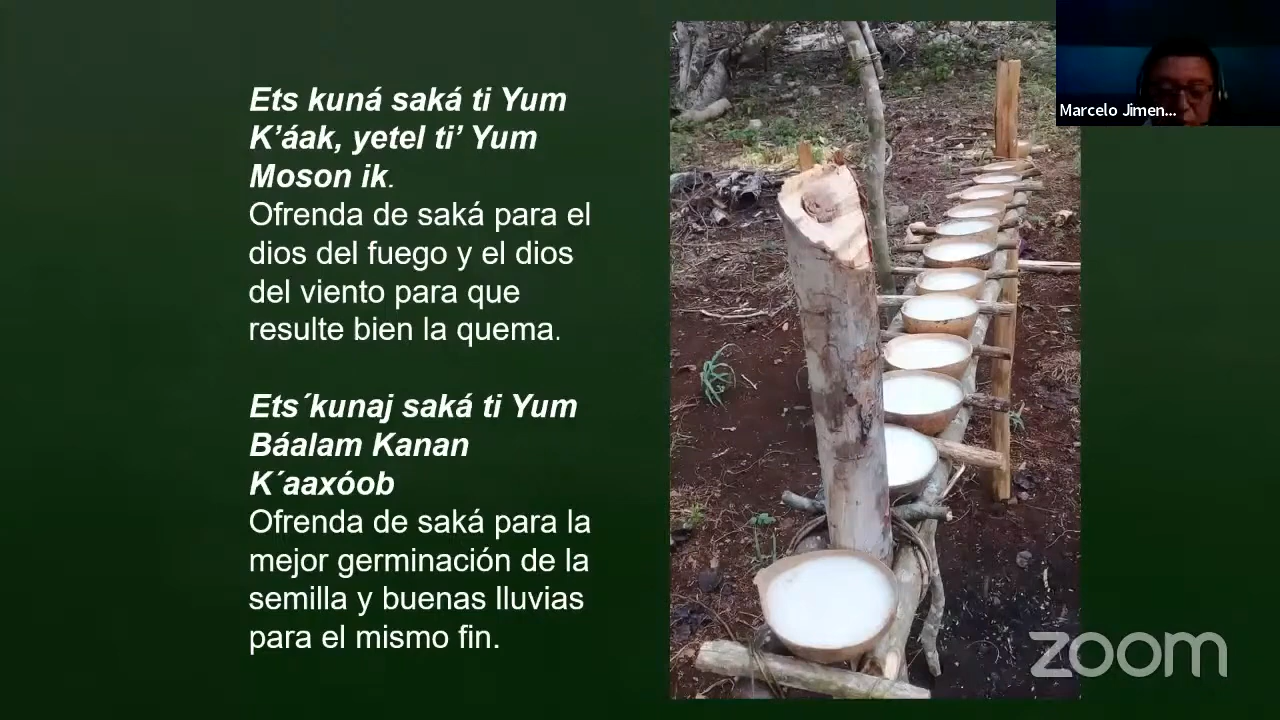 Ets kuná saká ti Yum
K’áak, yetel ti’ Yum
Moson ik.
Ofrenda de saká para el
dios del fuego y el dios
del viento para que
resulte bien la quema.
Ets´kunaj saká ti Yum
Báalam Kanan
K´aaxóob
Ofrenda de saká para la
mejor germinación de la
semilla y buenas lluvias
para el mismo fin.
Marcelo Jimen...
zoom